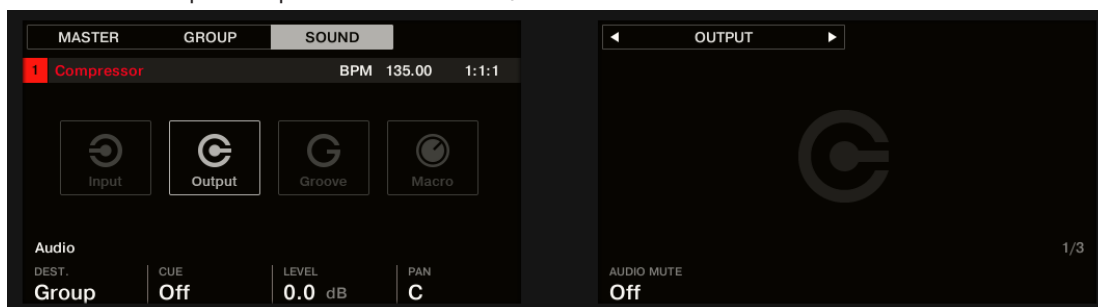 MASTER GROUP SOUND
1 Compressor BPM 135.00 1:1:1
Input Output Groove Macro
Audio
DEST. CUE LEVEL PAN
Group Off 0.0 dB C
OUTPUT
1/3
AUDIO MUTE
Off